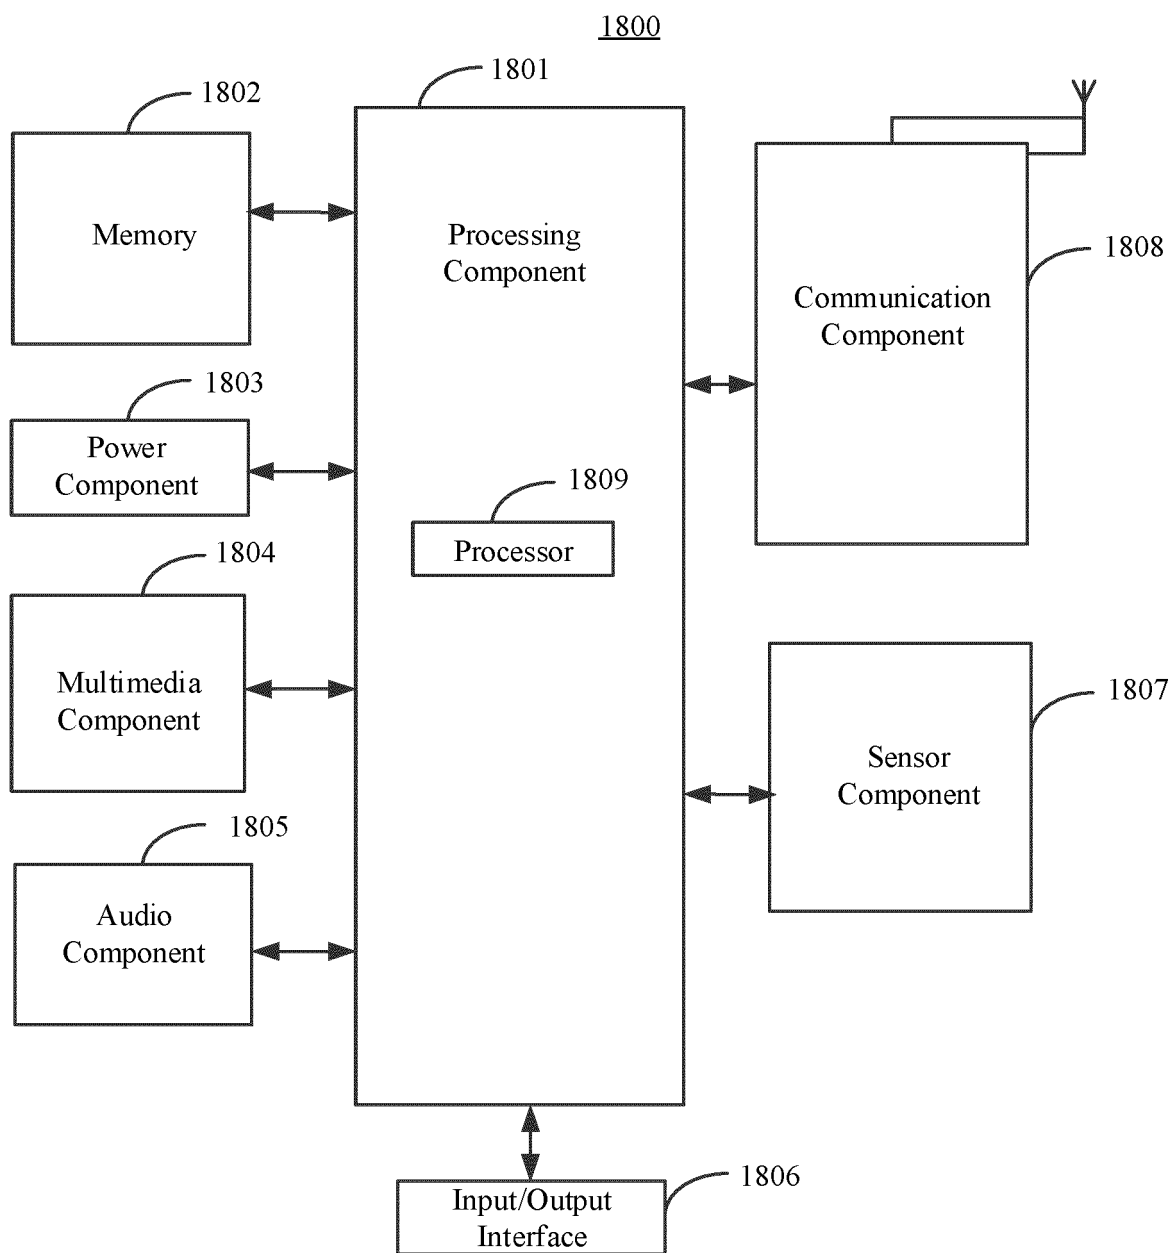 1800
1801
1802
Memory
Processing
Component
1808
Communication
Component
1803
Power
Component
1809
Processor
1804
Multimedia
Component
1807
Sensor
Component
1805
Audio
Component
1806
Input/Output
Interface